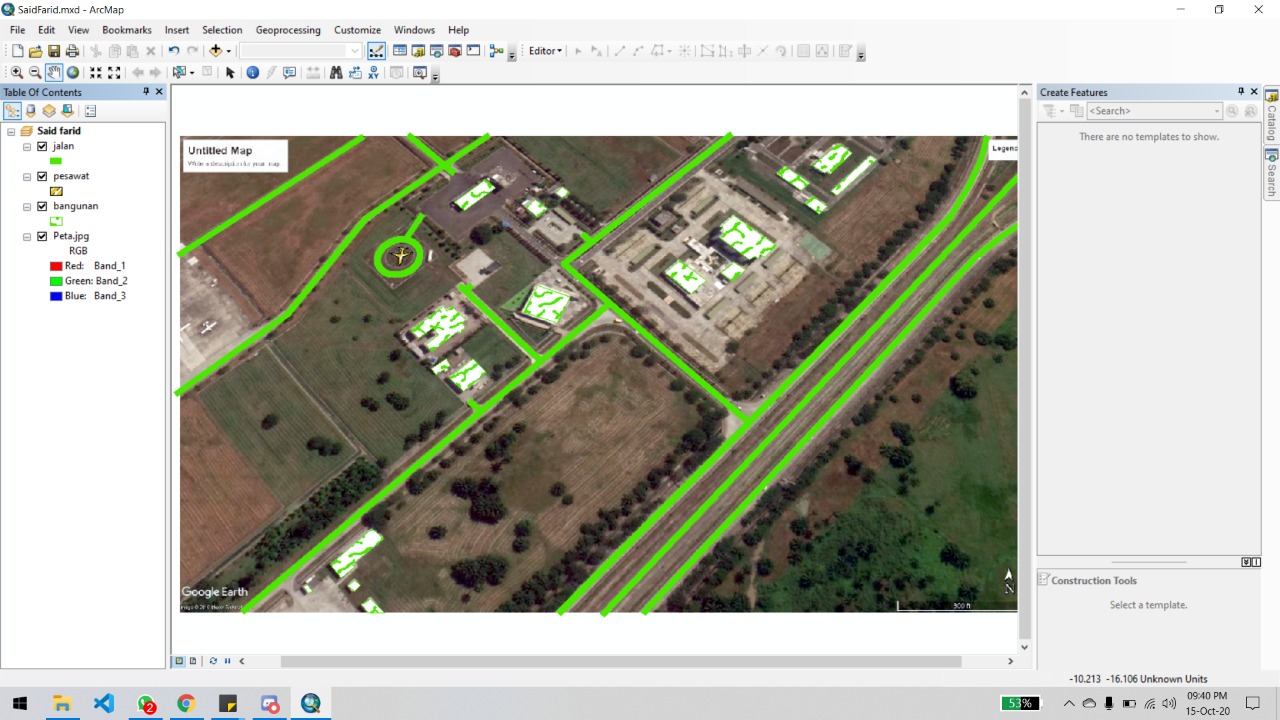 SaidFarid.mxd - ArcMap
File Edit View Bookmarks Insert Selection Geoprocessing Customize Windows Help
Editor
Table Of Contents
Create Features
<Search>
There are no templates to show.
Catalog
Search
Said farid
jalan
pesawat
bangunan
Peta.jpg
RGB
Red: Band_1
Green: Band_2
Blue: Band_3
Untitled Map
Write a description for your map.
Legend
XY
Google Earth
N
300 ft
Construction Tools
Select a template.
-10.213 -16.106 Unknown Units
2
53%
09:40 PM
15-Oct-20